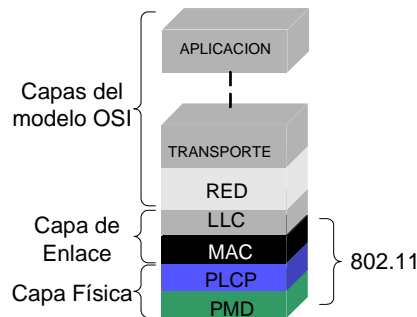 APLICACION
Capas del
modelo OSI
TRANSPORTE
RED
LLC
Capa de
Enlace
MAC
802.11
PLCP
Capa Física
PMD